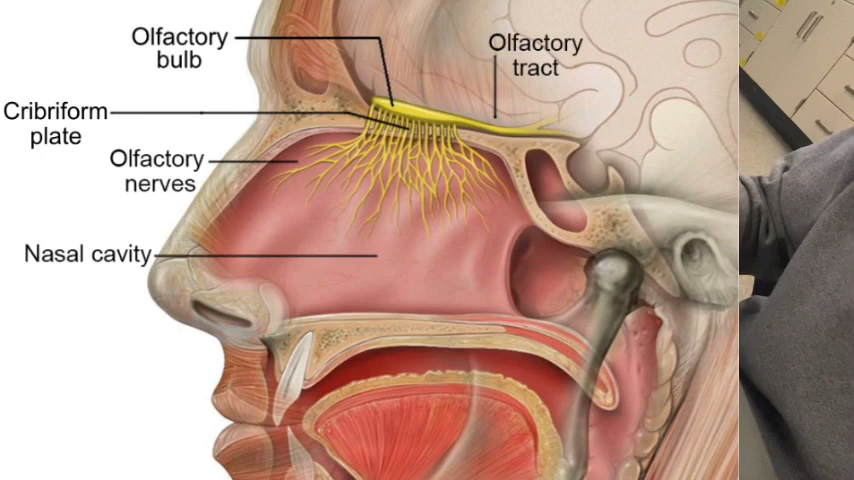 Olfactory
bulb
Olfactory
tract
Cribriform
plate
Olfactory
nerves
Nasal cavity